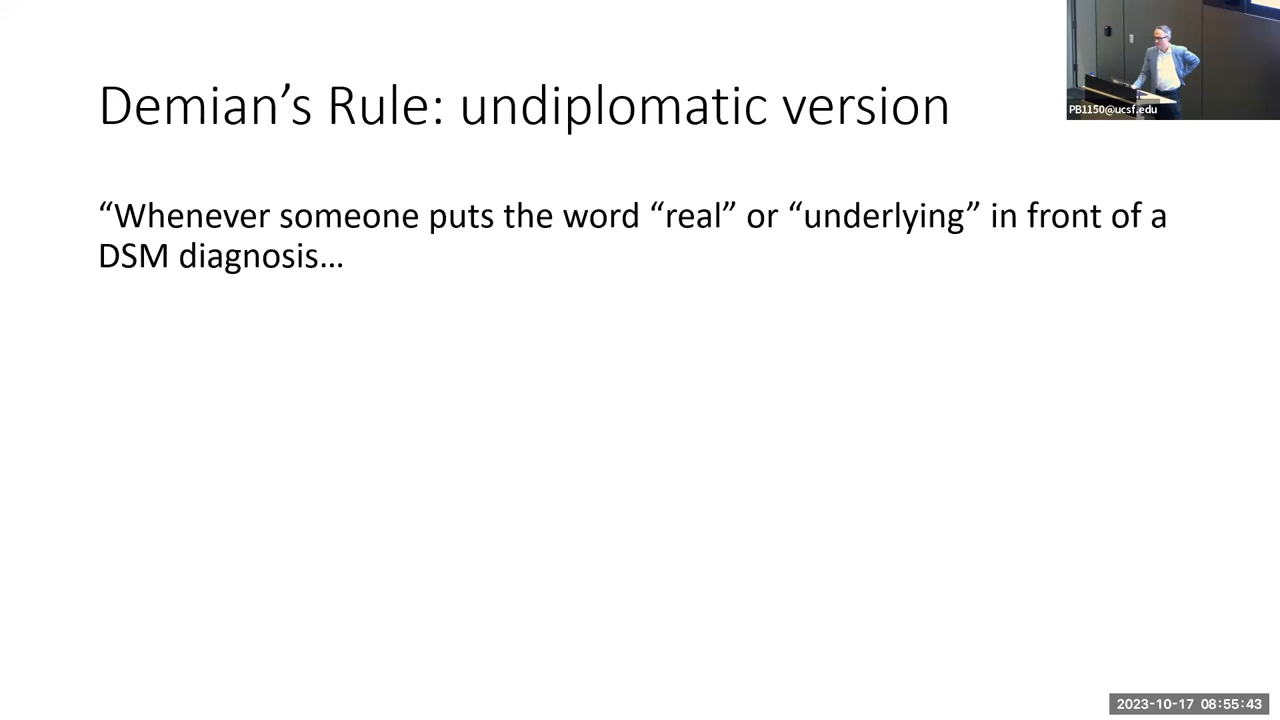 Demian’s Rule: undiplomatic version
PB1150@ucsf.edu
“Whenever someone puts the word “real” or “underlying” in front of a
DSM diagnosis…
2023-10-17 08:55:43